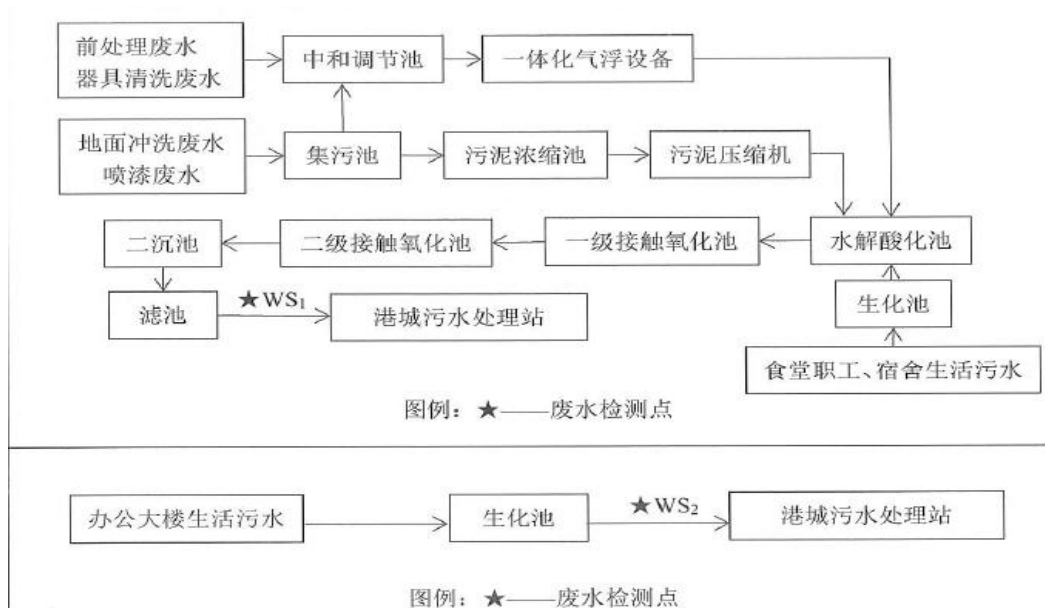 前处理废水
器具清洗废水
中和调节池
一体化气浮设备
地面冲洗废水
喷漆废水
集污池
污泥浓缩池
污泥压缩机
二沉池
二级接触氧化池
一级接触氧化池
水解酸化池
滤池
★WS₁
港城污水处理站
生化池
食堂职工、宿舍生活污水
图例：★——废水检测点
办公大楼生活污水
生化池
★WS₂
港城污水处理站
图例：★——废水检测点